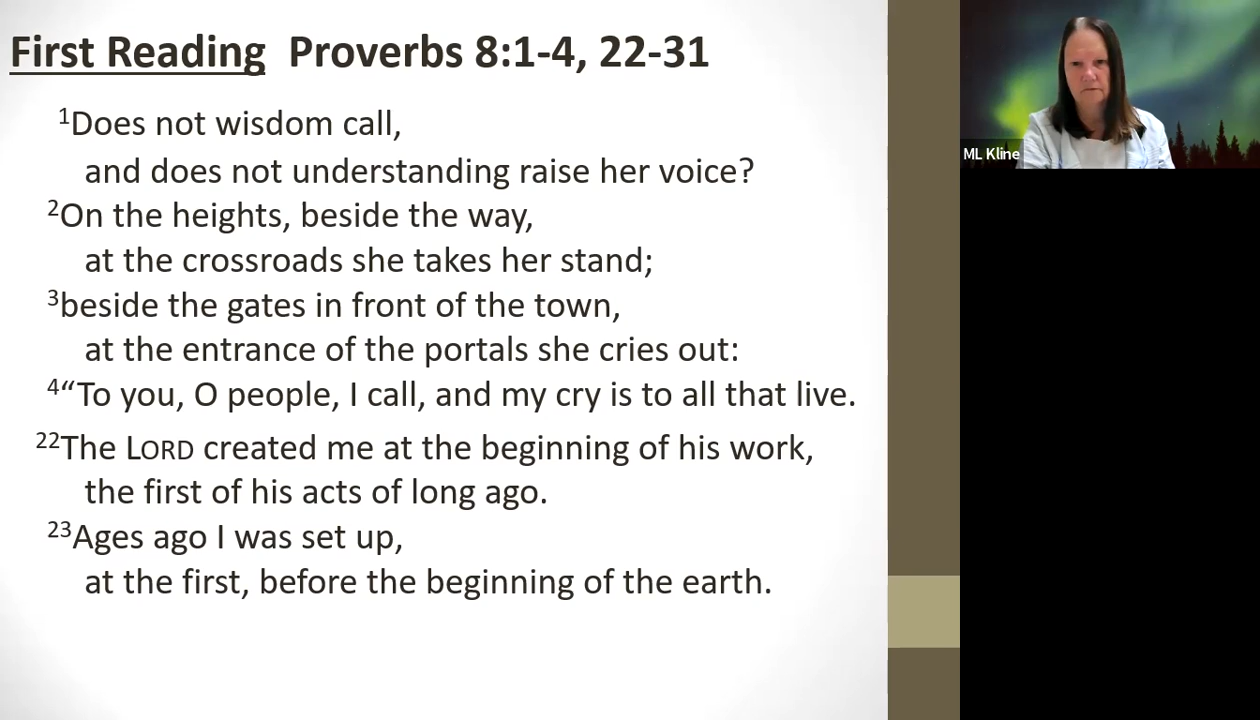 First Reading Proverbs 8:1-4, 22-31
1Does not wisdom call,
and does not understanding raise her voice?
2On the heights, beside the way,
at the crossroads she takes her stand;
3beside the gates in front of the town,
at the entrance of the portals she cries out:
4“To you, O people, I call, and my cry is to all that live.
22The LORD created me at the beginning of his work,
the first of his acts of long ago.
23Ages ago I was set up,
at the first, before the beginning of the earth.
ML Kline